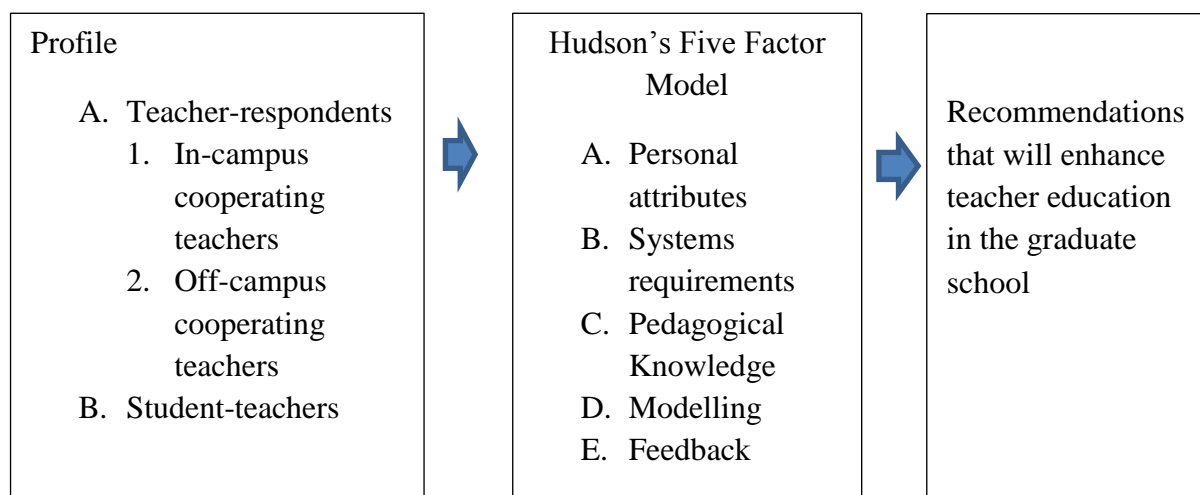 Profile
A. Teacher-respondents
1. In-campus
cooperating
teachers
2. Off-campus
cooperating
teachers
B. Student-teachers
Hudson’s Five Factor
Model
A. Personal
attributes
B. Systems
requirements
C. Pedagogical
Knowledge
D. Modelling
E. Feedback
Recommendations
that will enhance
teacher education
in the graduate
school